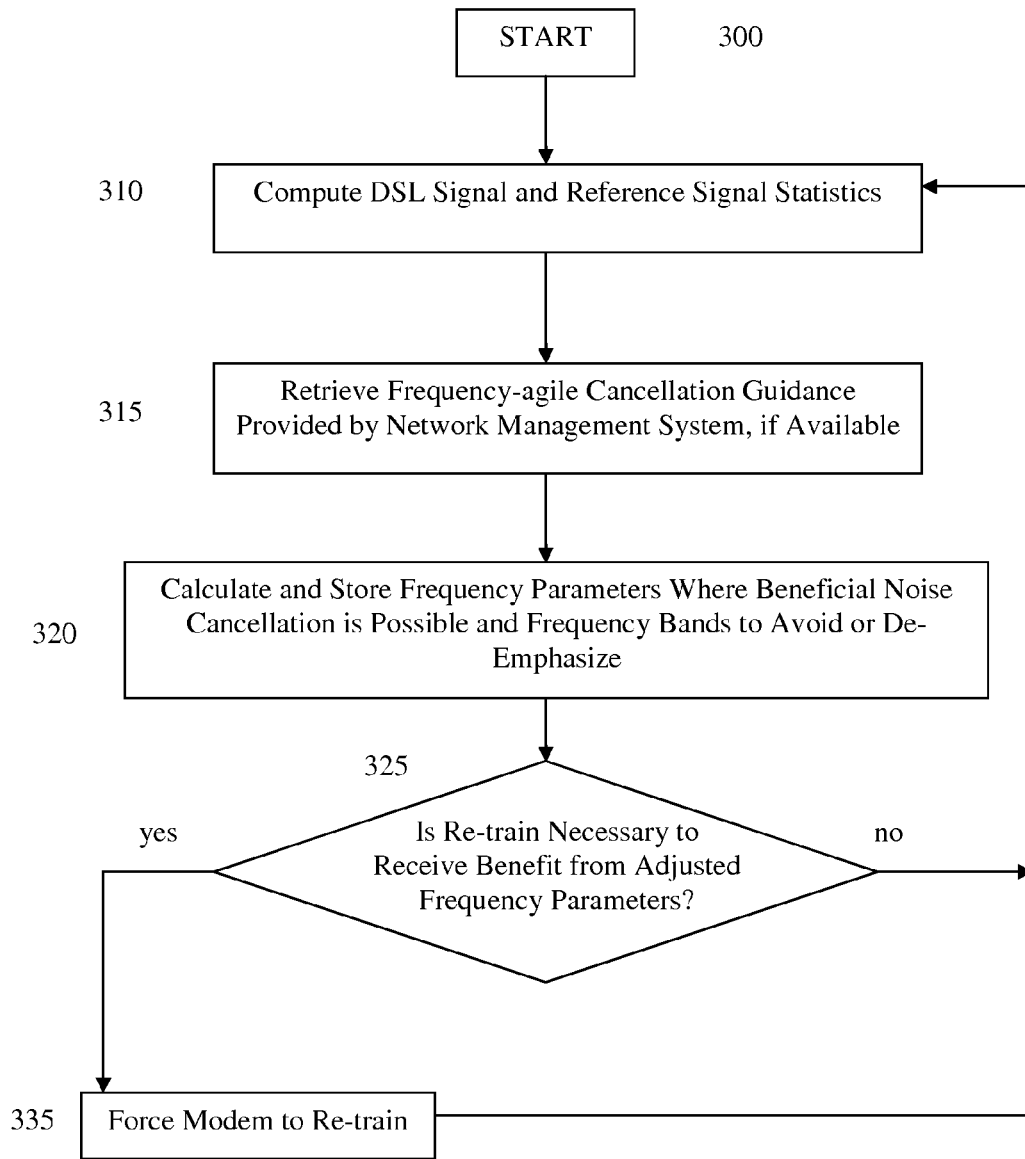 START
300
310
Compute DSL Signal and Reference Signal Statistics
315
Retrieve Frequency-agile Cancellation Guidance
Provided by Network Management System, if Available
320
Calculate and Store Frequency Parameters Where Beneficial Noise
Cancellation is Possible and Frequency Bands to Avoid or De-
Emphasize
325
yes
Is Re-train Necessary to
Receive Benefit from Adjusted
Frequency Parameters?
no
335
Force Modem to Re-train